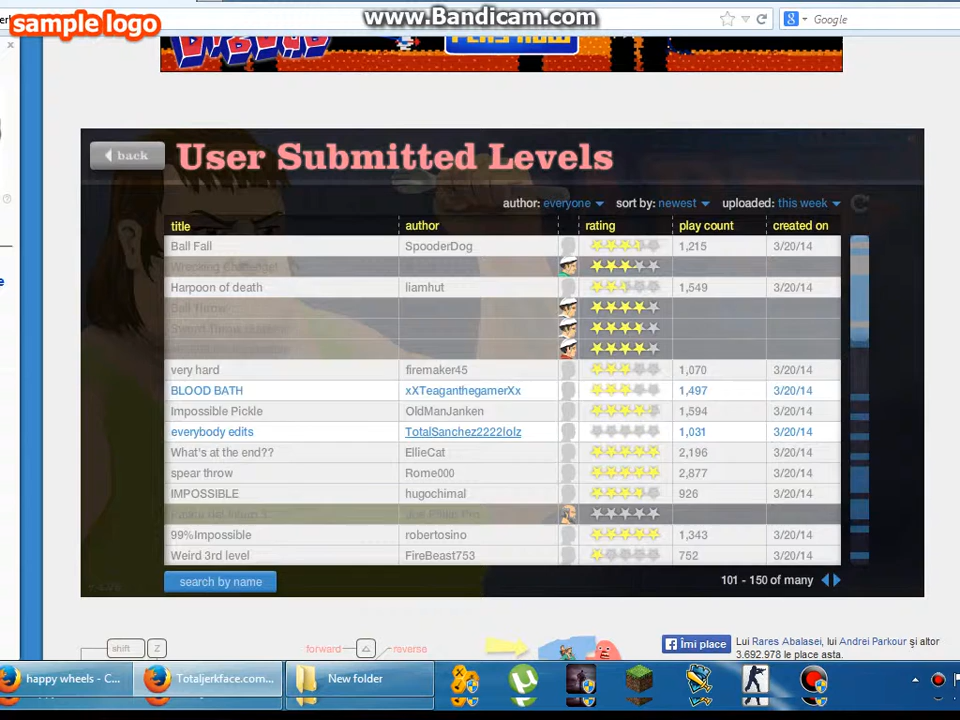 www.Bandicam.com
sample logo
Google
PLAY NOW
back
User Submitted Levels
author: everyone sort by: newest uploaded: this week
title author rating play count created on
Ball Fall SpooderDog 1,215 3/20/14
Harpoon of death liamhut 1,549 3/20/14
Ball Throw
very hard firemaker45 1,070 3/20/14
BLOOD BATH xXTeaganthegamerXx 1,497 3/20/14
Impossible Pickle OldManJanken 1,594 3/20/14
everybody edits TotalSanchez2222lolz 1,031 3/20/14
What's at the end?? EllieCat 2,196 3/20/14
spear throw Rome000 2,877 3/20/14
IMPOSSIBLE hugochimal 926 3/20/14
99%Impossible robertosino 1,343 3/20/14
Weird 3rd level FireBeast753 752 3/20/14
search by name
101 - 150 of many
shift Z forward reverse
Îmi place
Lui Rares Abalasei, lui Andrei Parkour şi altor
3.692.978 le place asta.
happy wheels - C...
Totaljerkface.com...
New folder